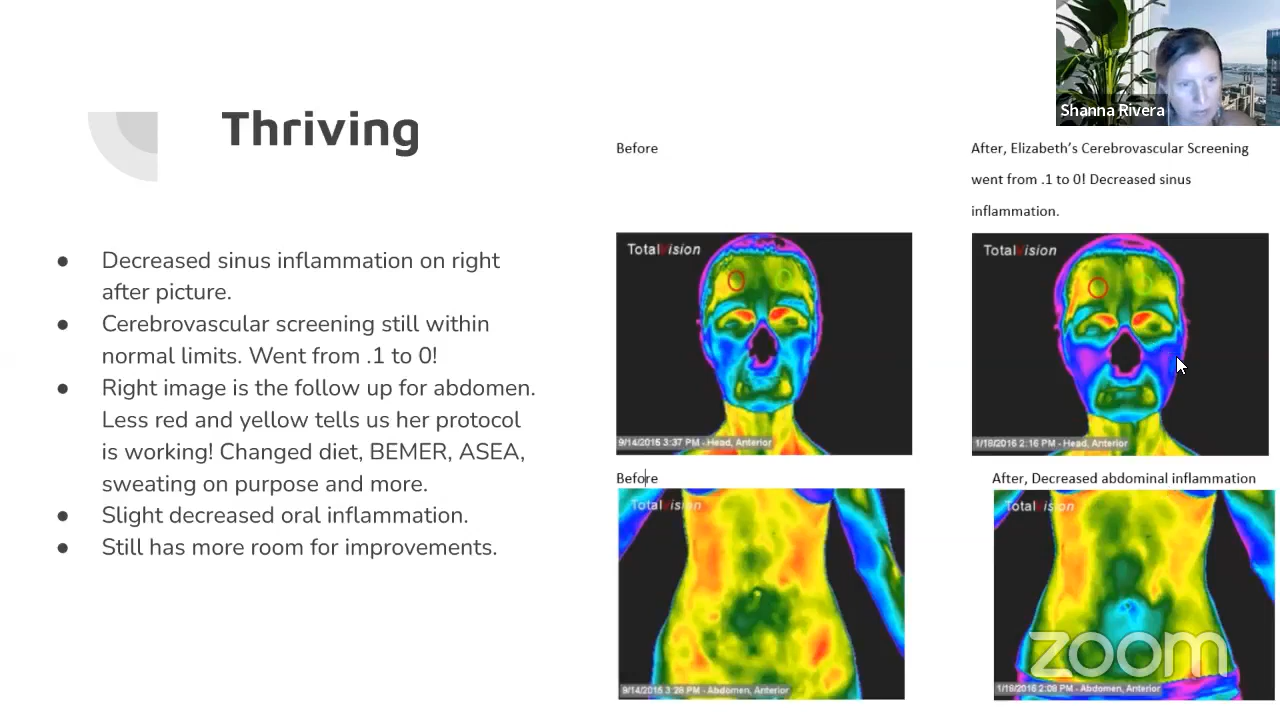 Shanna Rivera
Thriving
● Decreased sinus inflammation on right
after picture.
● Cerebrovascular screening still within
normal limits. Went from .1 to 0!
● Right image is the follow up for abdomen.
Less red and yellow tells us her protocol
is working! Changed diet, BEMER, ASEA,
sweating on purpose and more.
● Slight decreased oral inflammation.
● Still has more room for improvements.
Before
After, Elizabeth’s Cerebrovascular Screening
went from .1 to 0! Decreased sinus
inflammation.
TotalVision
9/14/2015 3:37 PM - Head, Anterior
TotalVision
1/18/2016 2:16 PM - Head, Anterior
Before
TotalVision
9/14/2015 3:28 PM - Abdomen, Anterior
After, Decreased abdominal inflammation
TotalVision
1/18/2016 2:08 PM - Abdomen, Anterior
zoom